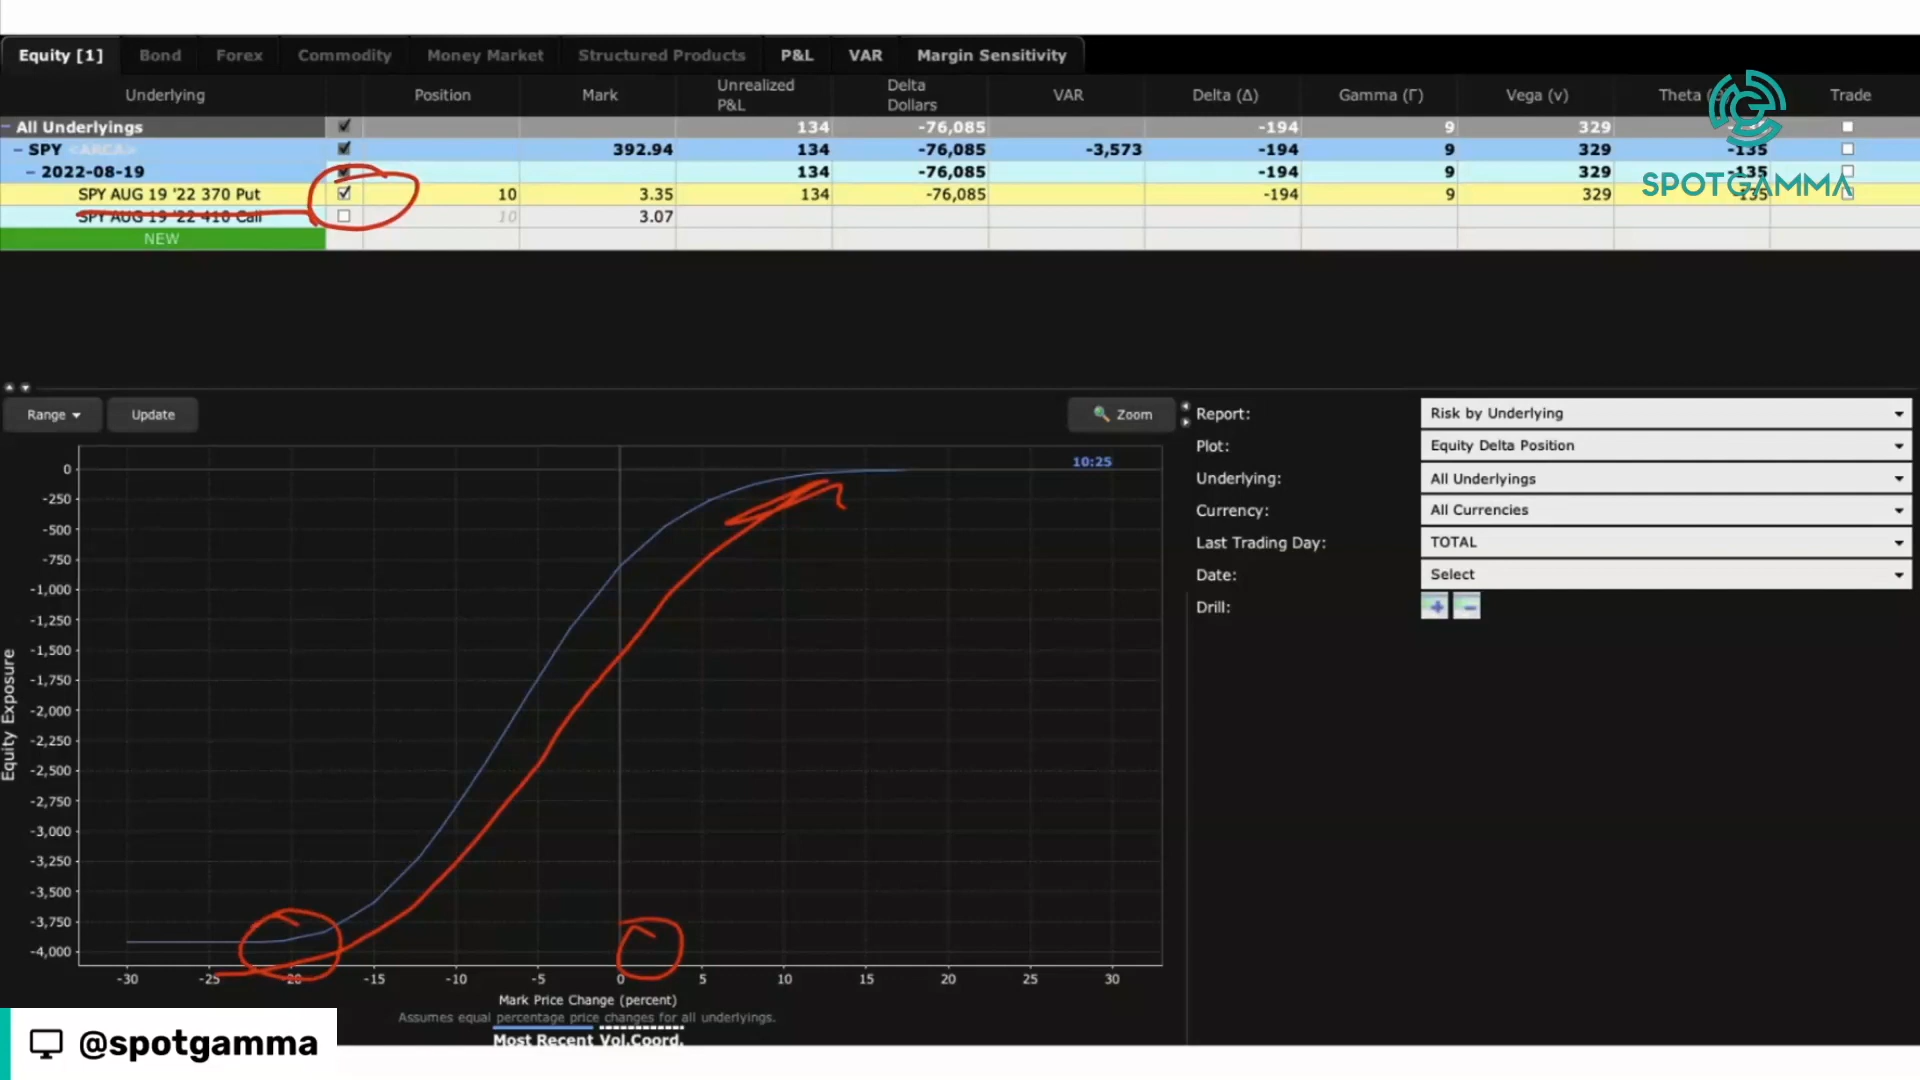 Equity [1] Bond Forex Commodity Money Market Structured Products P&L VAR Margin Sensitivity
Underlying Position Mark Unrealized P&L Delta Dollars VAR Delta (Δ) Gamma (Γ) Vega (v) Theta Trade
All Underlyings 134 -76,085 -194 9 329
SPY <ARCA> 392.94 134 -76,085 -3,573 -194 9 329 -135
2022-08-19 134 -76,085 -194 9 329 -135
SPY AUG 19 '22 370 Put 10 3.35 134 -76,085 -194 9 329 -135
SPY AUG 19 '22 410 Call 10 3.07
NEW
SPOTGAMMA
Range Update Zoom
10:25
Equity Exposure
0
-250
-500
-750
-1,000
-1,250
-1,500
-1,750
-2,000
-2,250
-2,500
-2,750
-3,000
-3,250
-3,500
-3,750
-4,000
-30 -25 -20 -15 -10 -5 0 5 10 15 20 25 30
Mark Price Change (percent)
Assumes equal percentage price changes for all underlyings.
Most Recent Vol.Coord.
Report: Risk by Underlying
Plot: Equity Delta Position
Underlying: All Underlyings
Currency: All Currencies
Last Trading Day: TOTAL
Date: Select
Drill:
@spotgamma